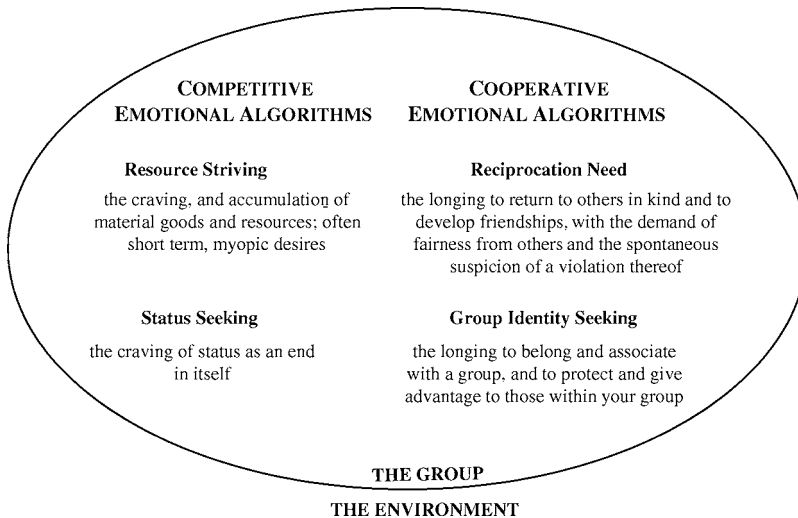 COMPETITIVE
EMOTIONAL ALGORITHMS
Resource Striving
the craving, and accumulation of
material goods and resources; often
short term, myopic desires
Status Seeking
the craving of status as an end
in itself
COOPERATIVE
EMOTIONAL ALGORITHMS
Reciprocation Need
the longing to return to others in kind and to
develop friendships, with the demand of
fairness from others and the spontaneous
suspicion of a violation thereof
Group Identity Seeking
the longing to belong and associate
with a group, and to protect and give
advantage to those within your group
THE GROUP
THE ENVIRONMENT